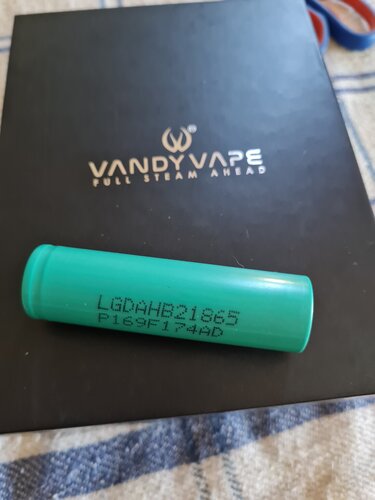 VANDY VAPE
FULL STEAM AHEAD
LGDAHB21865
P169F174AD